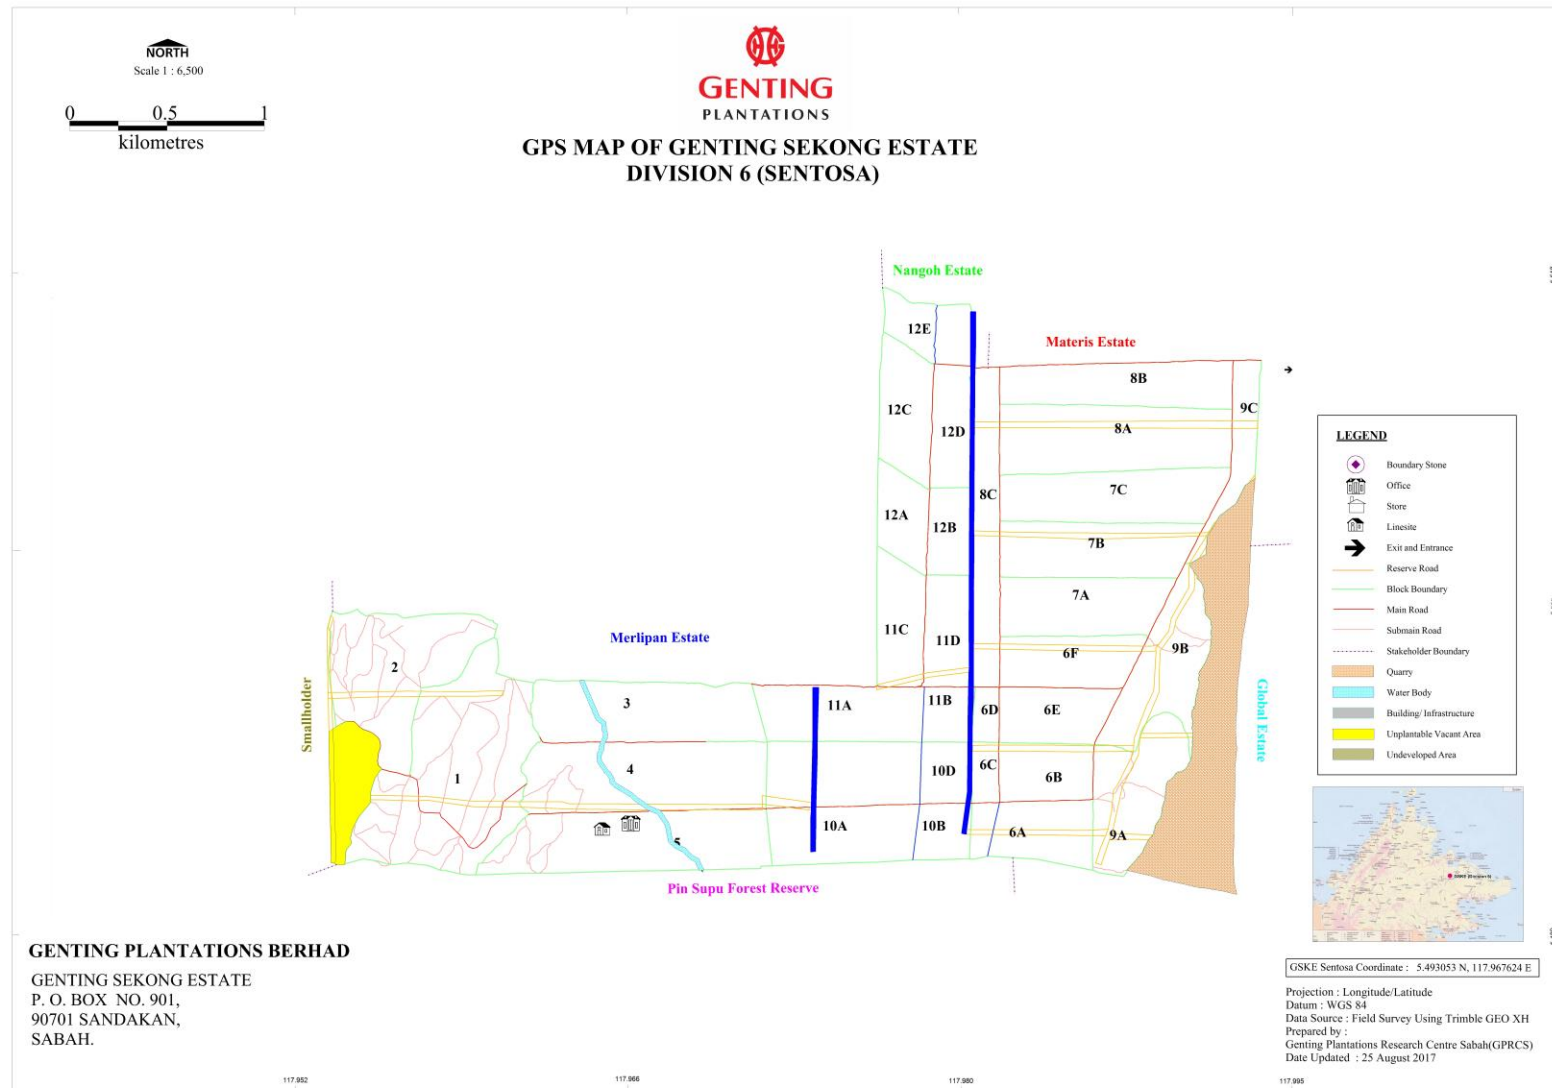 NORTH
Scale 1 : 6,500
0 0.5 1
kilometres
GENTING
PLANTATIONS
GPS MAP OF GENTING SEKONG ESTATE
DIVISION 6 (SENTOSA)
Nangoh Estate
Materis Estate
Merlipan Estate
Smallholder
Global Estate
Pin Supu Forest Reserve
12E
8B
12C
9C
12D
8A
8C
7C
12A
12B
7B
7A
11C
11D
6F
9B
2
3
11A
11B
6D
6E
1
4
10D
6C
6B
5
10A
10B
6A
9A
LEGEND
Boundary Stone
Office
Store
Linesite
Exit and Entrance
Reserve Road
Block Boundary
Main Road
Submain Road
Stakeholder Boundary
Quarry
Water Body
Building/ Infrastructure
Unplantable Vacant Area
Undeveloped Area
GSKE Sentosa Coordinate : 5.493053 N, 117.967624 E
Projection : Longitude/Latitude
Datum : WGS 84
Data Source : Field Survey Using Trimble GEO XH
Prepared by :
Genting Plantations Research Centre Sabah(GPRCS)
Date Updated : 25 August 2017
GENTING PLANTATIONS BERHAD
GENTING SEKONG ESTATE
P. O. BOX NO. 901,
90701 SANDAKAN,
SABAH.
117.952
117.966
117.980
117.995